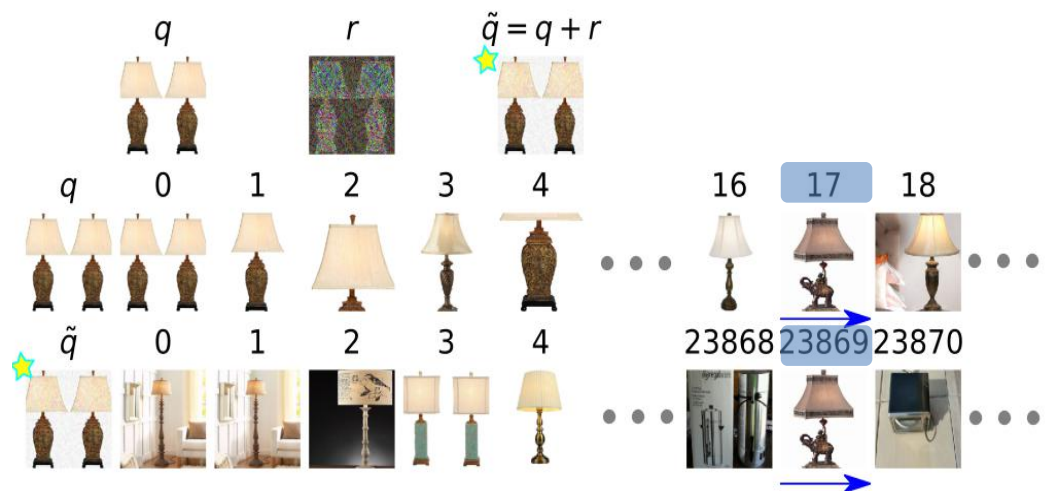 q r q̃ = q + r
q 0 1 2 3 4 16 17 18
q̃ 0 1 2 3 4 23868 23869 23870